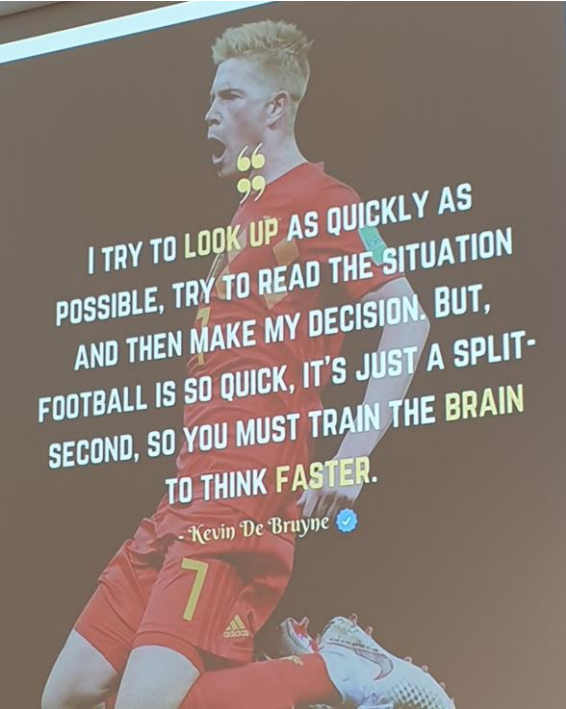 I TRY TO LOOK UP AS QUICKLY AS
POSSIBLE, TRY TO READ THE SITUATION
AND THEN MAKE MY DECISION. BUT,
FOOTBALL IS SO QUICK, IT'S JUST A SPLIT-
SECOND, SO YOU MUST TRAIN THE BRAIN
TO THINK FASTER.
- Kevin De Bruyne
7
adidas